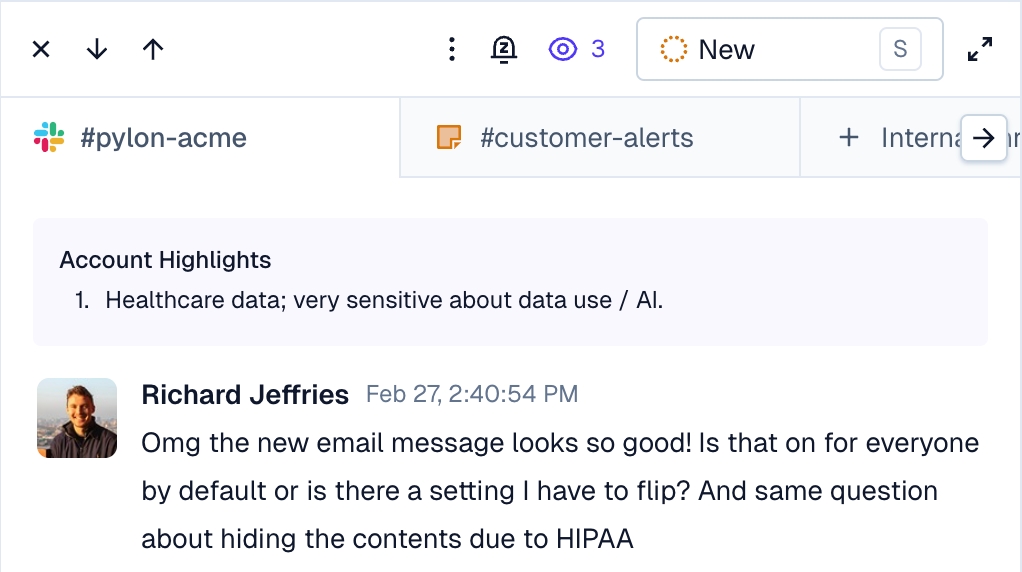 3
New
S
#pylon-acme
#customer-alerts
+ Interna
Account Highlights
1. Healthcare data; very sensitive about data use / AI.
Richard Jeffries Feb 27, 2:40:54 PM
Omg the new email message looks so good! Is that on for everyone
by default or is there a setting I have to flip? And same question
about hiding the contents due to HIPAA